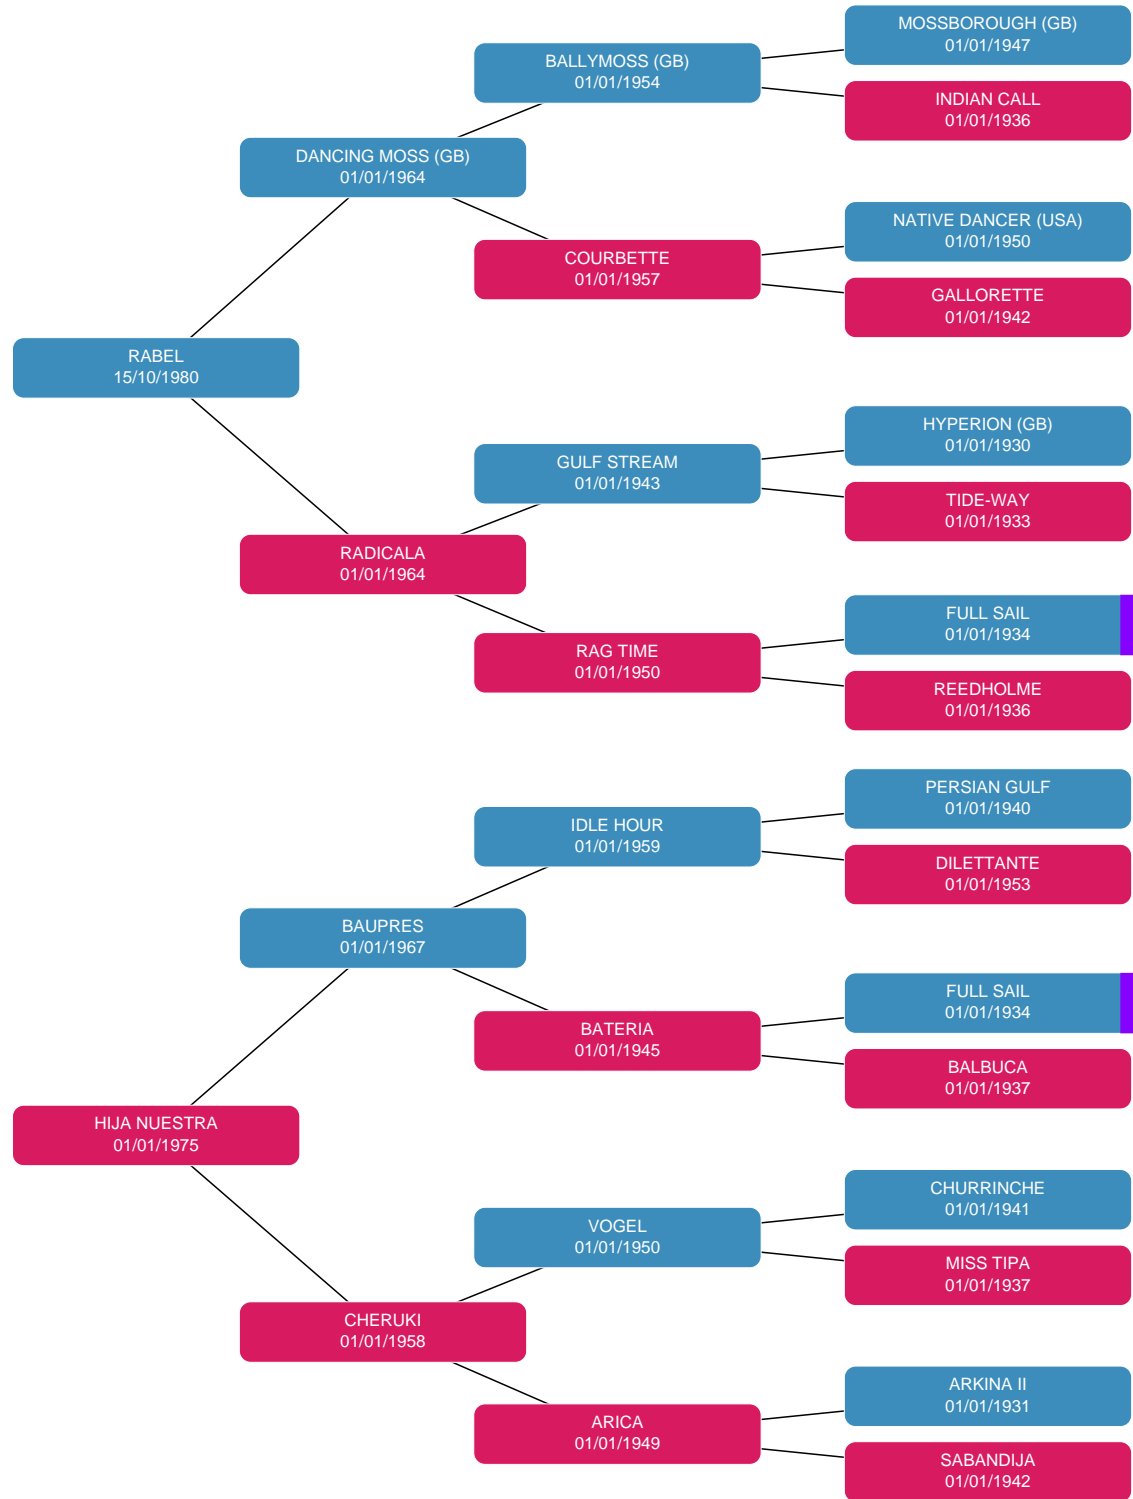 MOSSBOROUGH (GB)
01/01/1947
BALLYMOSS (GB)
01/01/1954
INDIAN CALL
01/01/1936
DANCING MOSS (GB)
01/01/1964
NATIVE DANCER (USA)
01/01/1950
COURBETTE
01/01/1957
GALLORETTE
01/01/1942
RABEL
15/10/1980
HYPERION (GB)
01/01/1930
GULF STREAM
01/01/1943
TIDE-WAY
01/01/1933
RADICALA
01/01/1964
FULL SAIL
01/01/1934
RAG TIME
01/01/1950
REEDHOLME
01/01/1936
PERSIAN GULF
01/01/1940
IDLE HOUR
01/01/1959
DILETTANTE
01/01/1953
BAUPRES
01/01/1967
FULL SAIL
01/01/1934
BATERIA
01/01/1945
BALBUCA
01/01/1937
HIJA NUESTRA
01/01/1975
CHURRINCHE
01/01/1941
VOGEL
01/01/1950
MISS TIPA
01/01/1937
CHERUKI
01/01/1958
ARKINA II
01/01/1931
ARICA
01/01/1949
SABANDIJA
01/01/1942